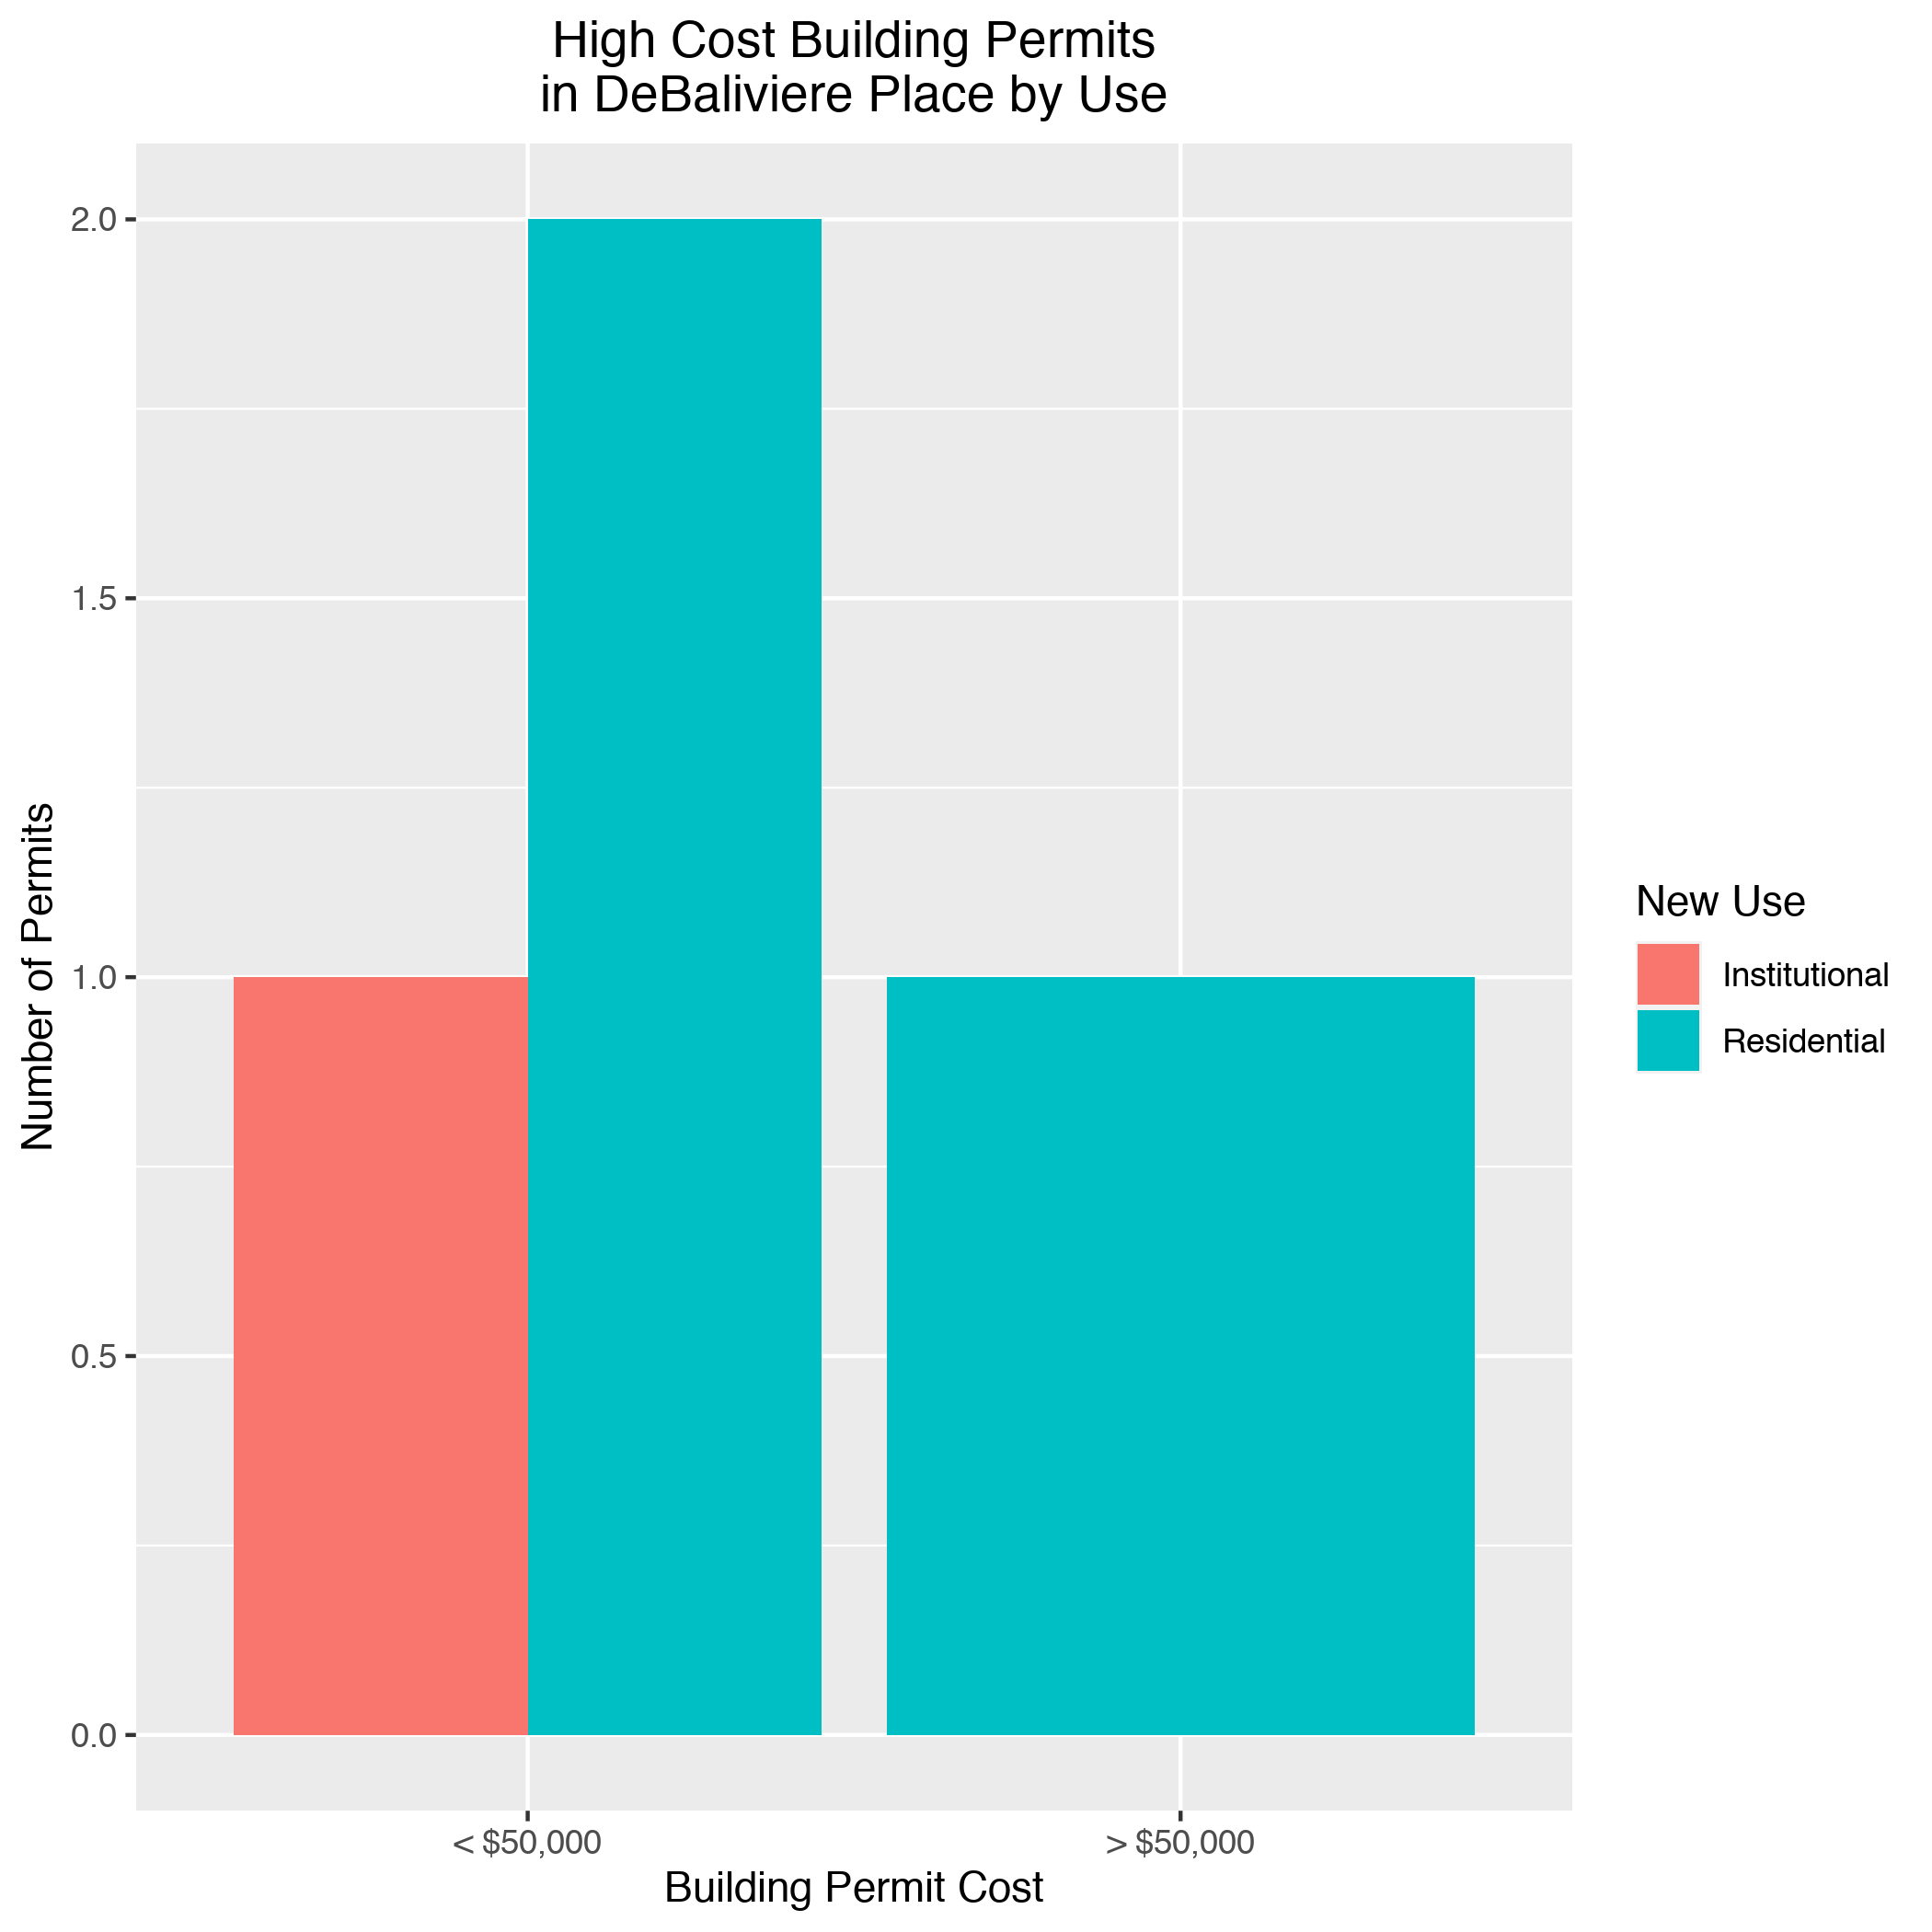 High Cost Building Permits
in DeBaliviere Place by Use
Number of Permits
2.0
1.5
1.0
0.5
0.0
< $50,000
> $50,000
Building Permit Cost
New Use
Institutional
Residential